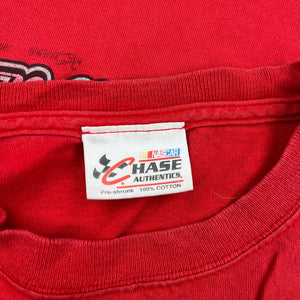 NASCAR
CHASE
AUTHENTICS.
Pre-shrunk 100% COTTON